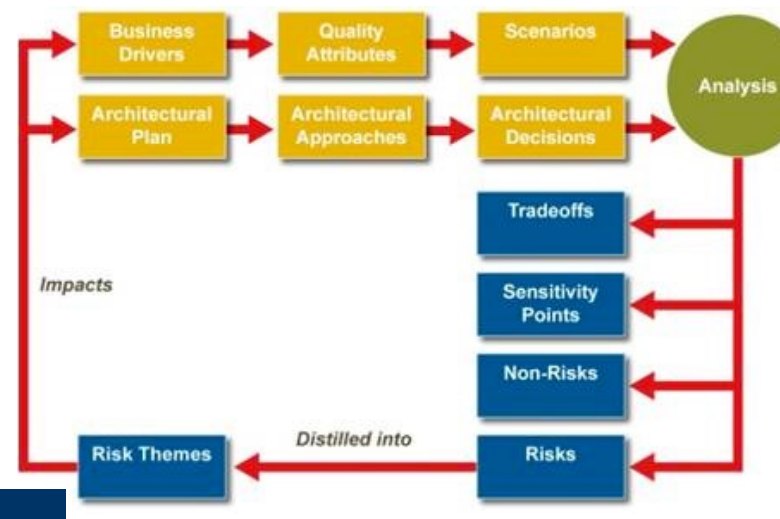 Business
Drivers
Quality
Attributes
Scenarios
Analysis
Architectural
Plan
Architectural
Approaches
Architectural
Decisions
Tradeoffs
Impacts
Sensitivity
Points
Non-Risks
Risk Themes
Distilled into
Risks